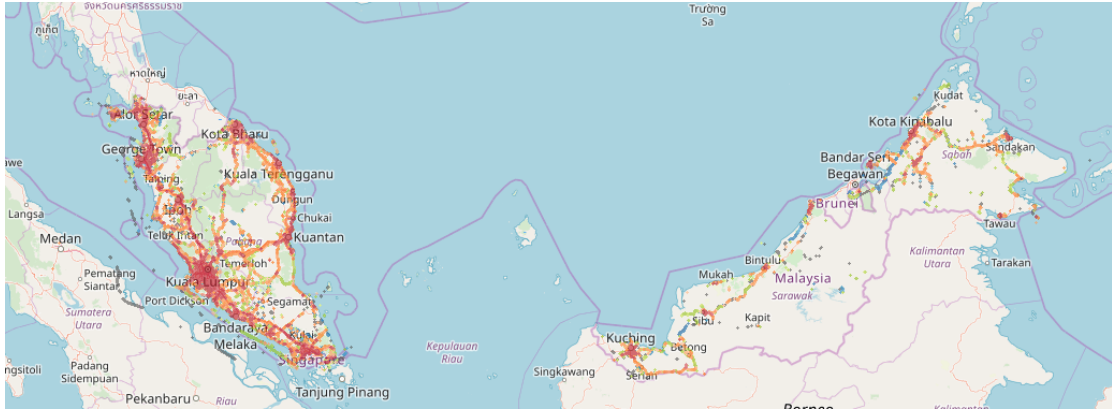 จังหวัดนครศรีธรรมราช
ภูเก็ต
หาดใหญ่
ยะลา
Alor Setar
George Town
Taiping
Ipoh
Teluk Intan
Kota Bharu
Kuala Terengganu
Dungun
Chukai
Kuantan
Pahang
Temerloh
Kuala Lumpur
Port Dickson
Segamat
Bandaraya
Melaka
Kulai
Singapore
Tanjung Pinang
Langsa
Medan
Pematang
Siantar
Sumatera
Utara
Padang
Sidempuan
Pekanbaru
Riau
Kepulauan
Riau
Trường
Sa
Kudat
Kota Kinabalu
Sabah
Sandakan
Bandar Seri
Begawan
Brunei
Tawau
Kalimantan
Utara
Tarakan
Bintulu
Mukah
Malaysia
Sarawak
Sibu
Kapit
Kuching
Betong
Serian
Singkawang
Borneo